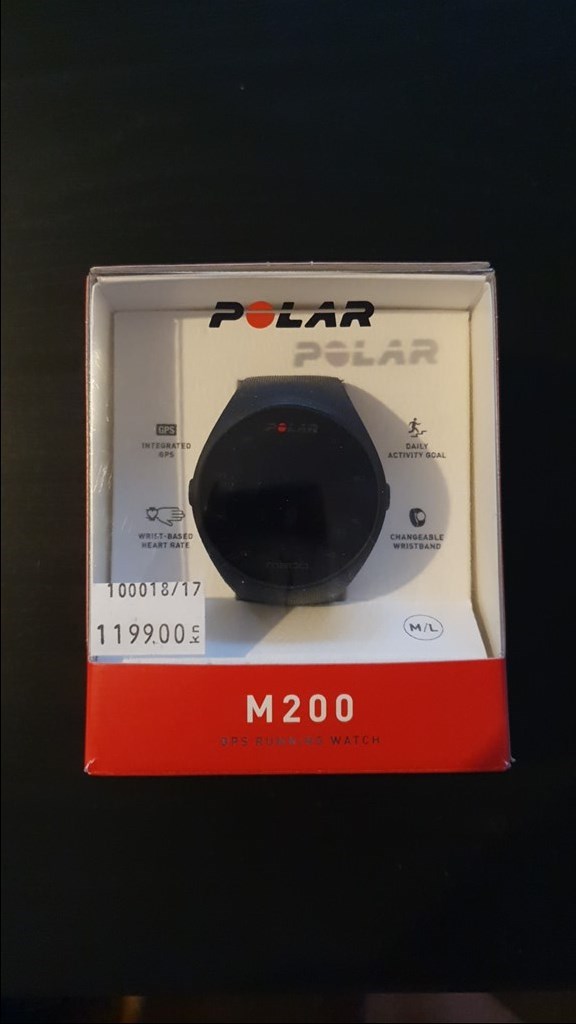 POLAR
POLAR
POLAR
GPS
INTEGRATED
GPS
DAILY
ACTIVITY GOAL
WRIST-BASED
HEART RATE
CHANGEABLE
WRISTBAND
100018/17
1199.00 kn
M/L
M200
GPS RUNNING WATCH